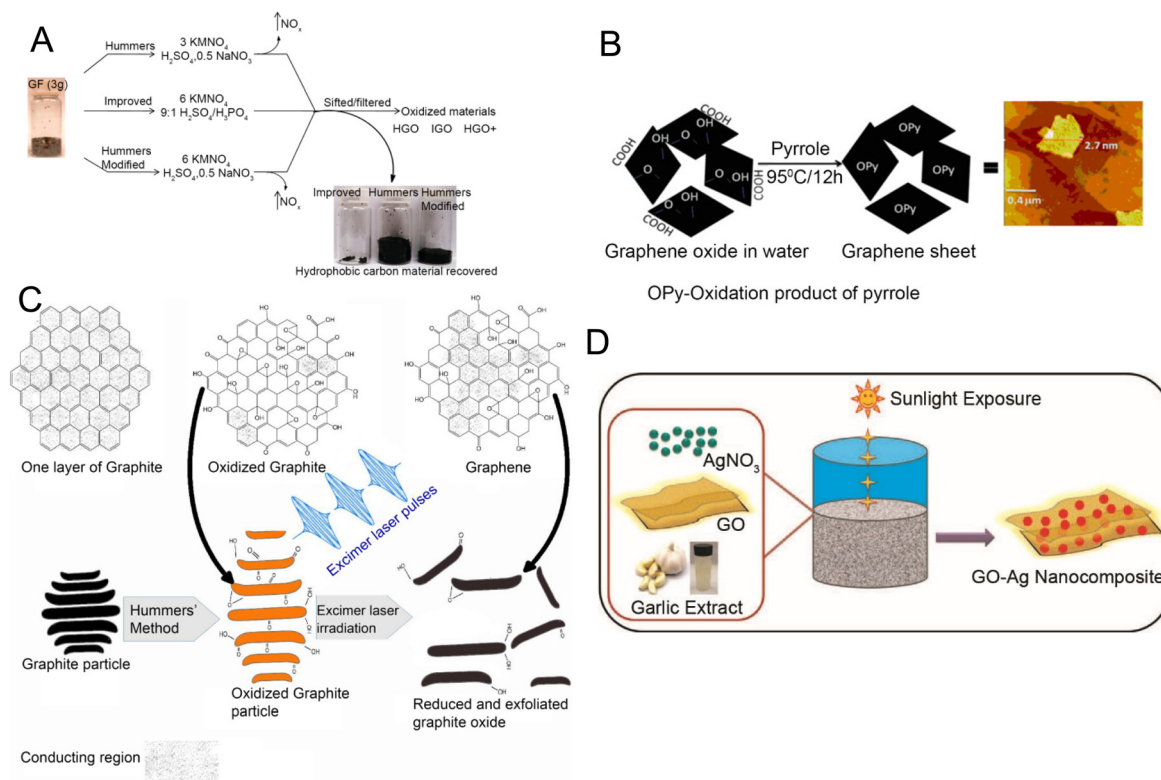 A
Hummers
3 KMNO₄
H₂SO₄,0.5 NaNO₃
↑NOₓ
GF (3g)
Improved
6 KMNO₄
9:1 H₂SO₄/H₃PO₄
Sifted/filtered
Oxidized materials
HGO IGO HGO+
Hummers
Modified
6 KMNO₄
H₂SO₄,0.5 NaNO₃
↑NOₓ
Improved Hummers Hummers
Modified
Hydrophobic carbon material recovered
B
COOH
COOH
COOH
COOH
O OH
O OH
O OH
O OH
Pyrrole
95⁰C/12h
OPy
OPy
OPy
OPy
=
2.7 nm
0.4 µm
Graphene oxide in water
Graphene sheet
OPy-Oxidation product of pyrrole
C
One layer of Graphite
Oxidized Graphite
Graphene
Excimer laser pulses
Graphite particle
Hummers'
Method
Oxidized Graphite
particle
Excimer laser
irradiation
Reduced and exfoliated
graphite oxide
Conducting region
D
Sunlight Exposure
AgNO₃
GO
Garlic Extract
GO-Ag Nanocomposite